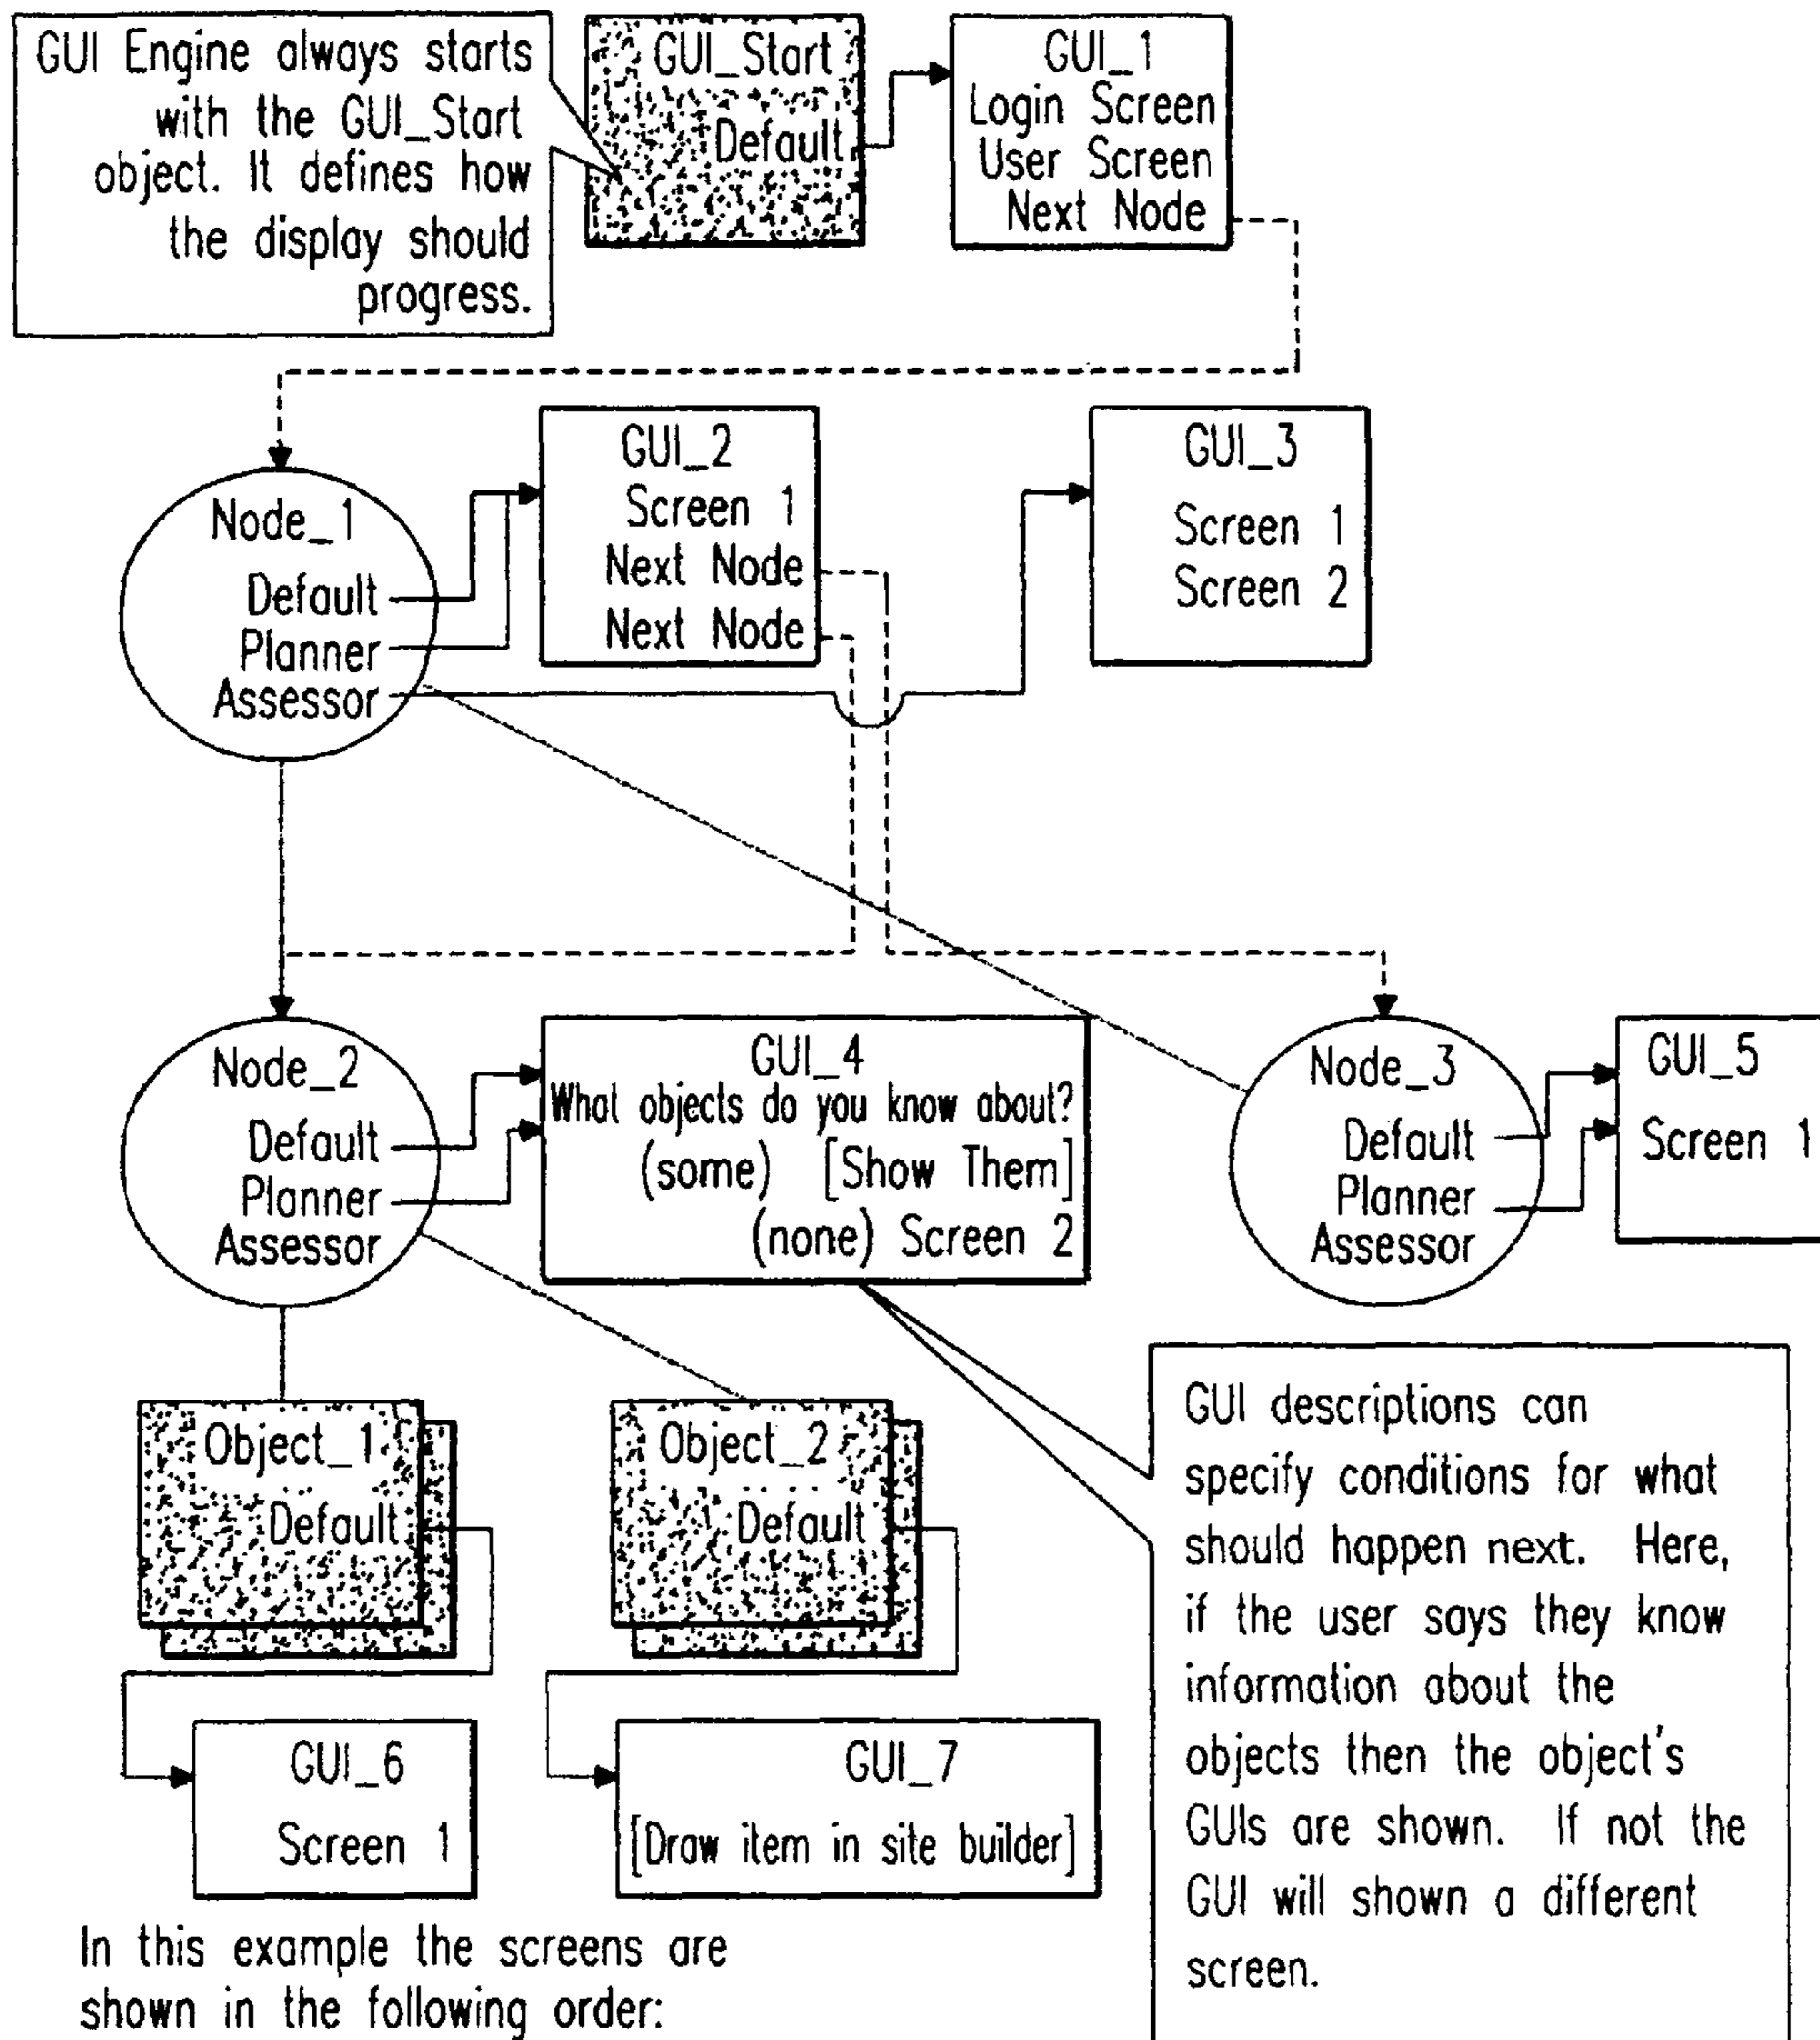 GUI Engine always starts
with the GUI_Start
object. It defines how
the display should
progress.
GUI_Start
Default
GUI_1
Login Screen
User Screen
Next Node
Node_1
Default
Planner
Assessor
GUI_2
Screen 1
Next Node
Next Node
GUI_3
Screen 1
Screen 2
Node_2
Default
Planner
Assessor
GUI_4
What objects do you know about?
(some) [Show Them]
(none) Screen 2
Node_3
Default
Planner
Assessor
GUI_5
Screen 1
Object_1
Default
Object_2
Default
GUI_6
Screen 1
GUI_7
[Draw item in site builder]
GUI descriptions can
specify conditions for what
should happen next. Here,
if the user says they know
information about the
objects then the object's
GUIs are shown. If not the
GUI will shown a different
screen.
In this example the screens are
shown in the following order: